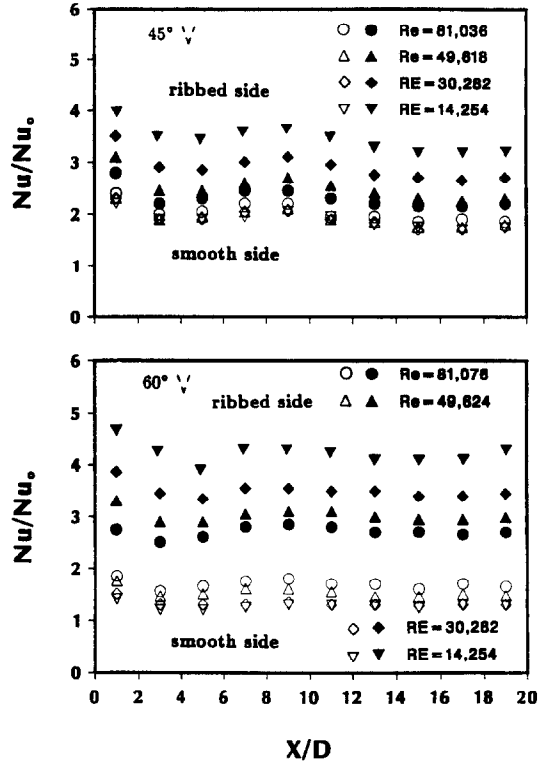 6
5
4
3
2
1
0
Nu/Nuₒ
45°
Re=81,036
Re=49,618
RE=30,282
RE=14,254
ribbed side
smooth side
6
5
4
3
2
1
0
Nu/Nuₒ
60°
Re=81,076
ribbed side
Re=49,624
RE=30,282
smooth side
RE=14,254
0 2 4 6 8 10 12 14 16 18 20
X/D